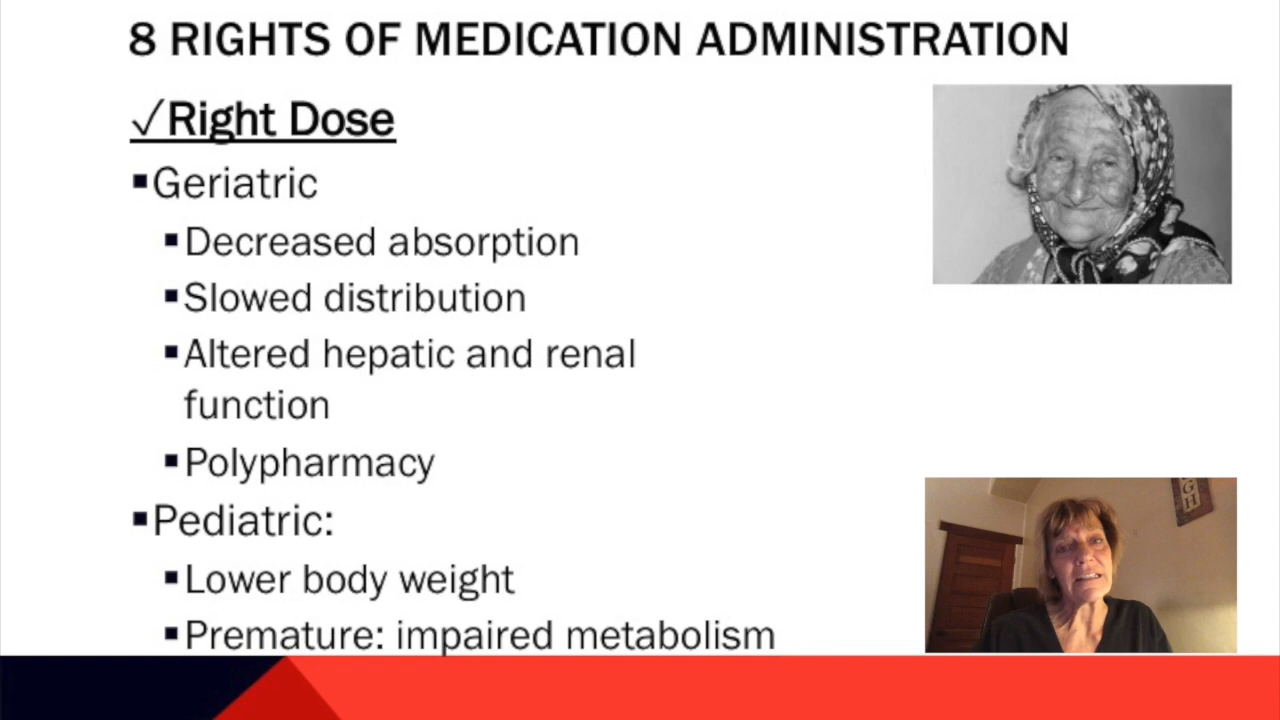 8 RIGHTS OF MEDICATION ADMINISTRATION
✓Right Dose
▪Geriatric
▪Decreased absorption
▪Slowed distribution
▪Altered hepatic and renal
function
▪Polypharmacy
▪Pediatric:
▪Lower body weight
▪Premature: impaired metabolism
GH